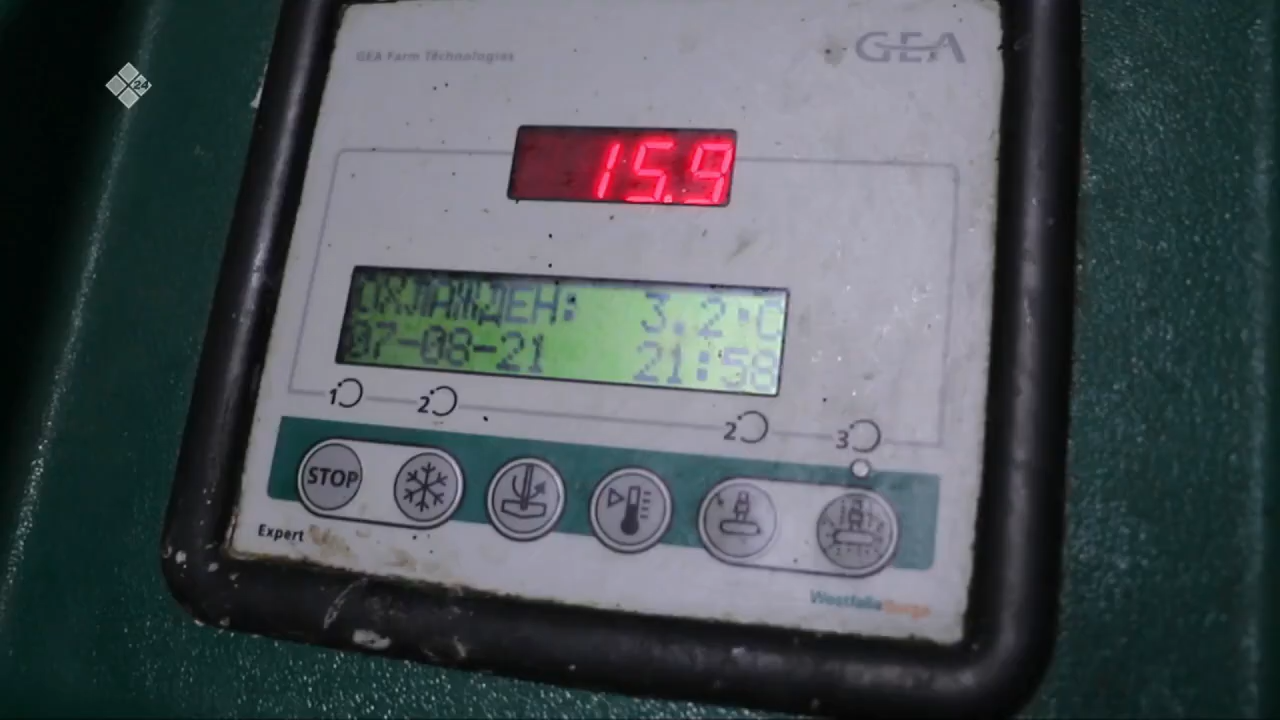 24
GEA Farm Technologies
GEA
15.9
ОХЛАЖДЕН: 3.2°C
07-08-21 21:58
1 2 2 3
STOP
Expert
WestfaliaSurge